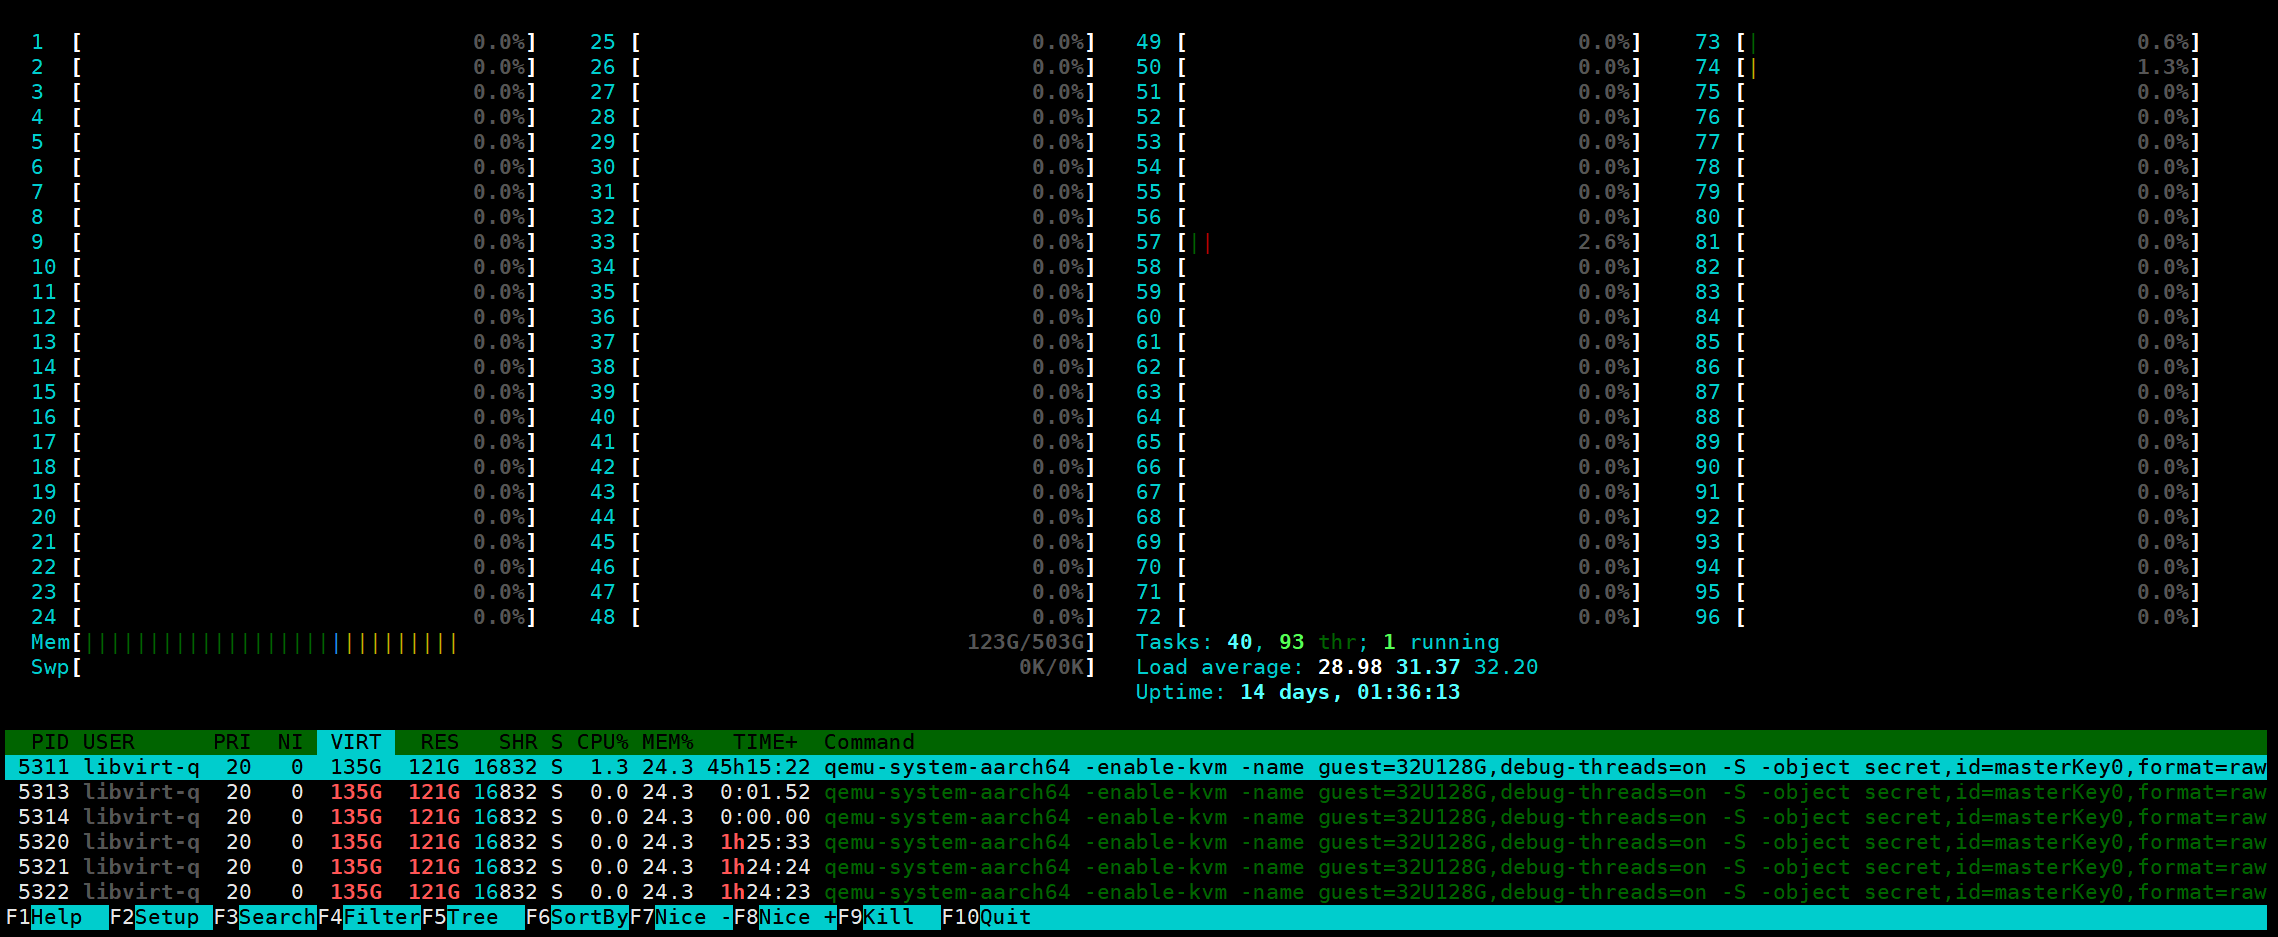 1 [ 0.0%] 25 [ 0.0%] 49 [ 0.0%] 73 [| 0.6%]
2 [ 0.0%] 26 [ 0.0%] 50 [ 0.0%] 74 [| 1.3%]
3 [ 0.0%] 27 [ 0.0%] 51 [ 0.0%] 75 [ 0.0%]
4 [ 0.0%] 28 [ 0.0%] 52 [ 0.0%] 76 [ 0.0%]
5 [ 0.0%] 29 [ 0.0%] 53 [ 0.0%] 77 [ 0.0%]
6 [ 0.0%] 30 [ 0.0%] 54 [ 0.0%] 78 [ 0.0%]
7 [ 0.0%] 31 [ 0.0%] 55 [ 0.0%] 79 [ 0.0%]
8 [ 0.0%] 32 [ 0.0%] 56 [ 0.0%] 80 [ 0.0%]
9 [ 0.0%] 33 [ 0.0%] 57 [|| 2.6%] 81 [ 0.0%]
10 [ 0.0%] 34 [ 0.0%] 58 [ 0.0%] 82 [ 0.0%]
11 [ 0.0%] 35 [ 0.0%] 59 [ 0.0%] 83 [ 0.0%]
12 [ 0.0%] 36 [ 0.0%] 60 [ 0.0%] 84 [ 0.0%]
13 [ 0.0%] 37 [ 0.0%] 61 [ 0.0%] 85 [ 0.0%]
14 [ 0.0%] 38 [ 0.0%] 62 [ 0.0%] 86 [ 0.0%]
15 [ 0.0%] 39 [ 0.0%] 63 [ 0.0%] 87 [ 0.0%]
16 [ 0.0%] 40 [ 0.0%] 64 [ 0.0%] 88 [ 0.0%]
17 [ 0.0%] 41 [ 0.0%] 65 [ 0.0%] 89 [ 0.0%]
18 [ 0.0%] 42 [ 0.0%] 66 [ 0.0%] 90 [ 0.0%]
19 [ 0.0%] 43 [ 0.0%] 67 [ 0.0%] 91 [ 0.0%]
20 [ 0.0%] 44 [ 0.0%] 68 [ 0.0%] 92 [ 0.0%]
21 [ 0.0%] 45 [ 0.0%] 69 [ 0.0%] 93 [ 0.0%]
22 [ 0.0%] 46 [ 0.0%] 70 [ 0.0%] 94 [ 0.0%]
23 [ 0.0%] 47 [ 0.0%] 71 [ 0.0%] 95 [ 0.0%]
24 [ 0.0%] 48 [ 0.0%] 72 [ 0.0%] 96 [ 0.0%]
Mem[||||||||||||||||||||||||||||| 123G/503G] Tasks: 40, 93 thr; 1 running
Swp[ 0K/0K] Load average: 28.98 31.37 32.20
Uptime: 14 days, 01:36:13
PID USER PRI NI VIRT RES SHR S CPU% MEM% TIME+ Command
5311 libvirt-q 20 0 135G 121G 16832 S 1.3 24.3 45h15:22 qemu-system-aarch64 -enable-kvm -name guest=32U128G,debug-threads=on -S -object secret,id=masterKey0,format=raw
5313 libvirt-q 20 0 135G 121G 16832 S 0.0 24.3 0:01.52 qemu-system-aarch64 -enable-kvm -name guest=32U128G,debug-threads=on -S -object secret,id=masterKey0,format=raw
5314 libvirt-q 20 0 135G 121G 16832 S 0.0 24.3 0:00.00 qemu-system-aarch64 -enable-kvm -name guest=32U128G,debug-threads=on -S -object secret,id=masterKey0,format=raw
5320 libvirt-q 20 0 135G 121G 16832 S 0.0 24.3 1h25:33 qemu-system-aarch64 -enable-kvm -name guest=32U128G,debug-threads=on -S -object secret,id=masterKey0,format=raw
5321 libvirt-q 20 0 135G 121G 16832 S 0.0 24.3 1h24:24 qemu-system-aarch64 -enable-kvm -name guest=32U128G,debug-threads=on -S -object secret,id=masterKey0,format=raw
5322 libvirt-q 20 0 135G 121G 16832 S 0.0 24.3 1h24:23 qemu-system-aarch64 -enable-kvm -name guest=32U128G,debug-threads=on -S -object secret,id=masterKey0,format=raw
F1Help F2Setup F3SearchF4FilterF5Tree F6SortByF7Nice -F8Nice +F9Kill F10Quit